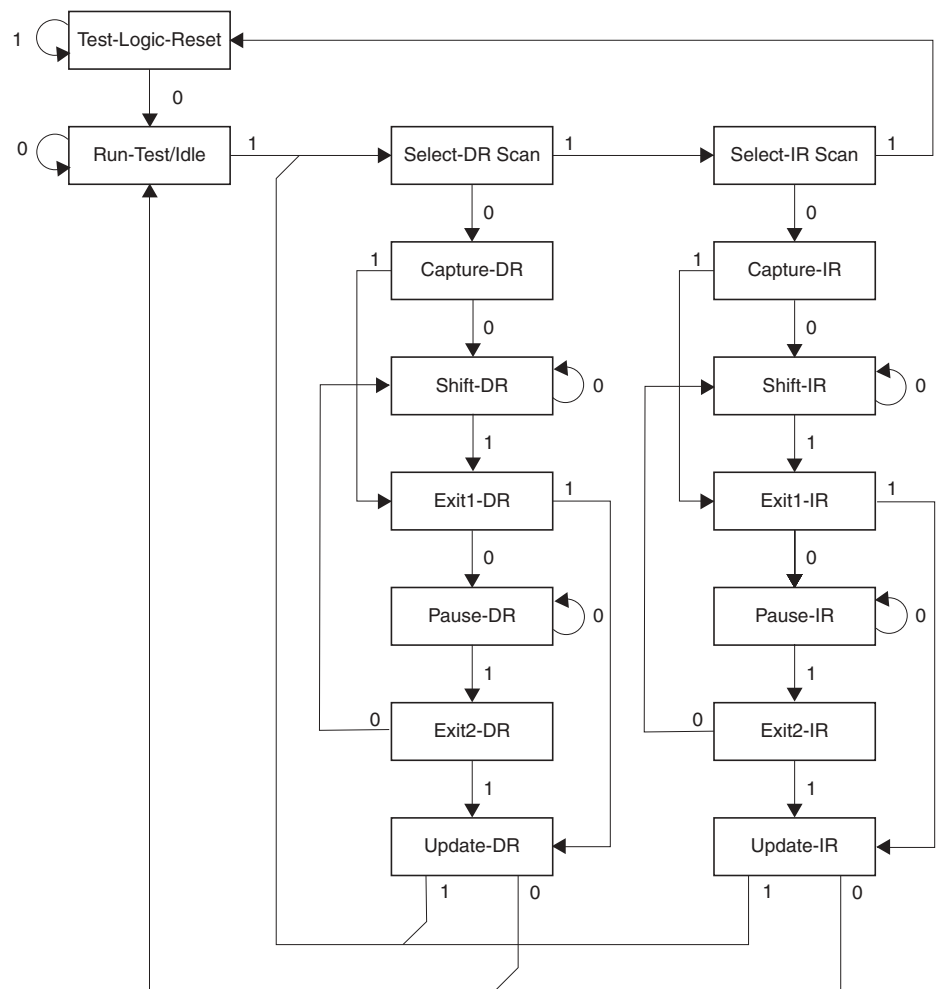 Test-Logic-Reset
1
0
Run-Test/Idle
0
1
Select-DR Scan
1
Select-IR Scan
1
0
0
Capture-DR
1
Capture-IR
1
0
0
Shift-DR
0
Shift-IR
0
1
1
Exit1-DR
1
Exit1-IR
1
0
0
Pause-DR
0
Pause-IR
0
1
1
Exit2-DR
0
Exit2-IR
0
1
1
Update-DR
Update-IR
1
0
1
0